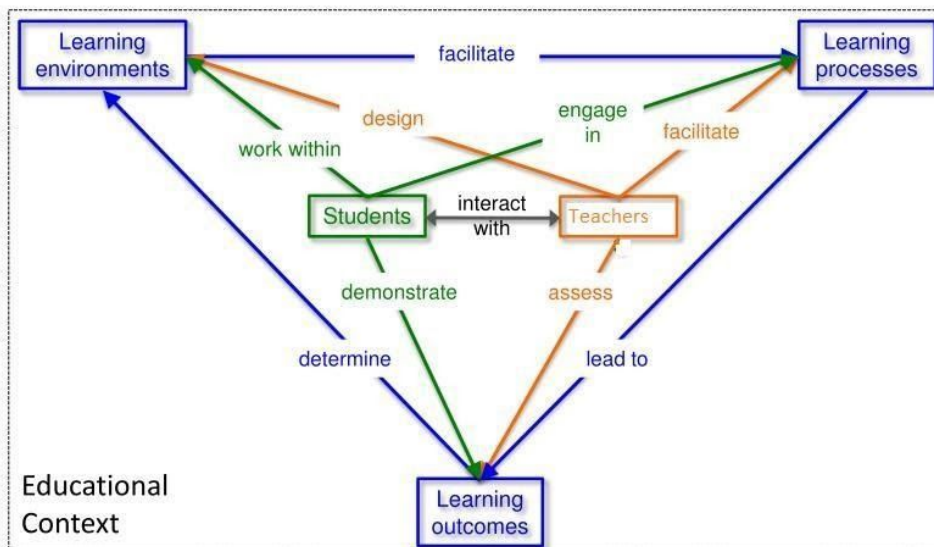 Learning
environments
facilitate
Learning
processes
design
engage
in
facilitate
work within
Students
interact
with
Teachers
demonstrate
assess
determine
lead to
Educational
Context
Learning
outcomes